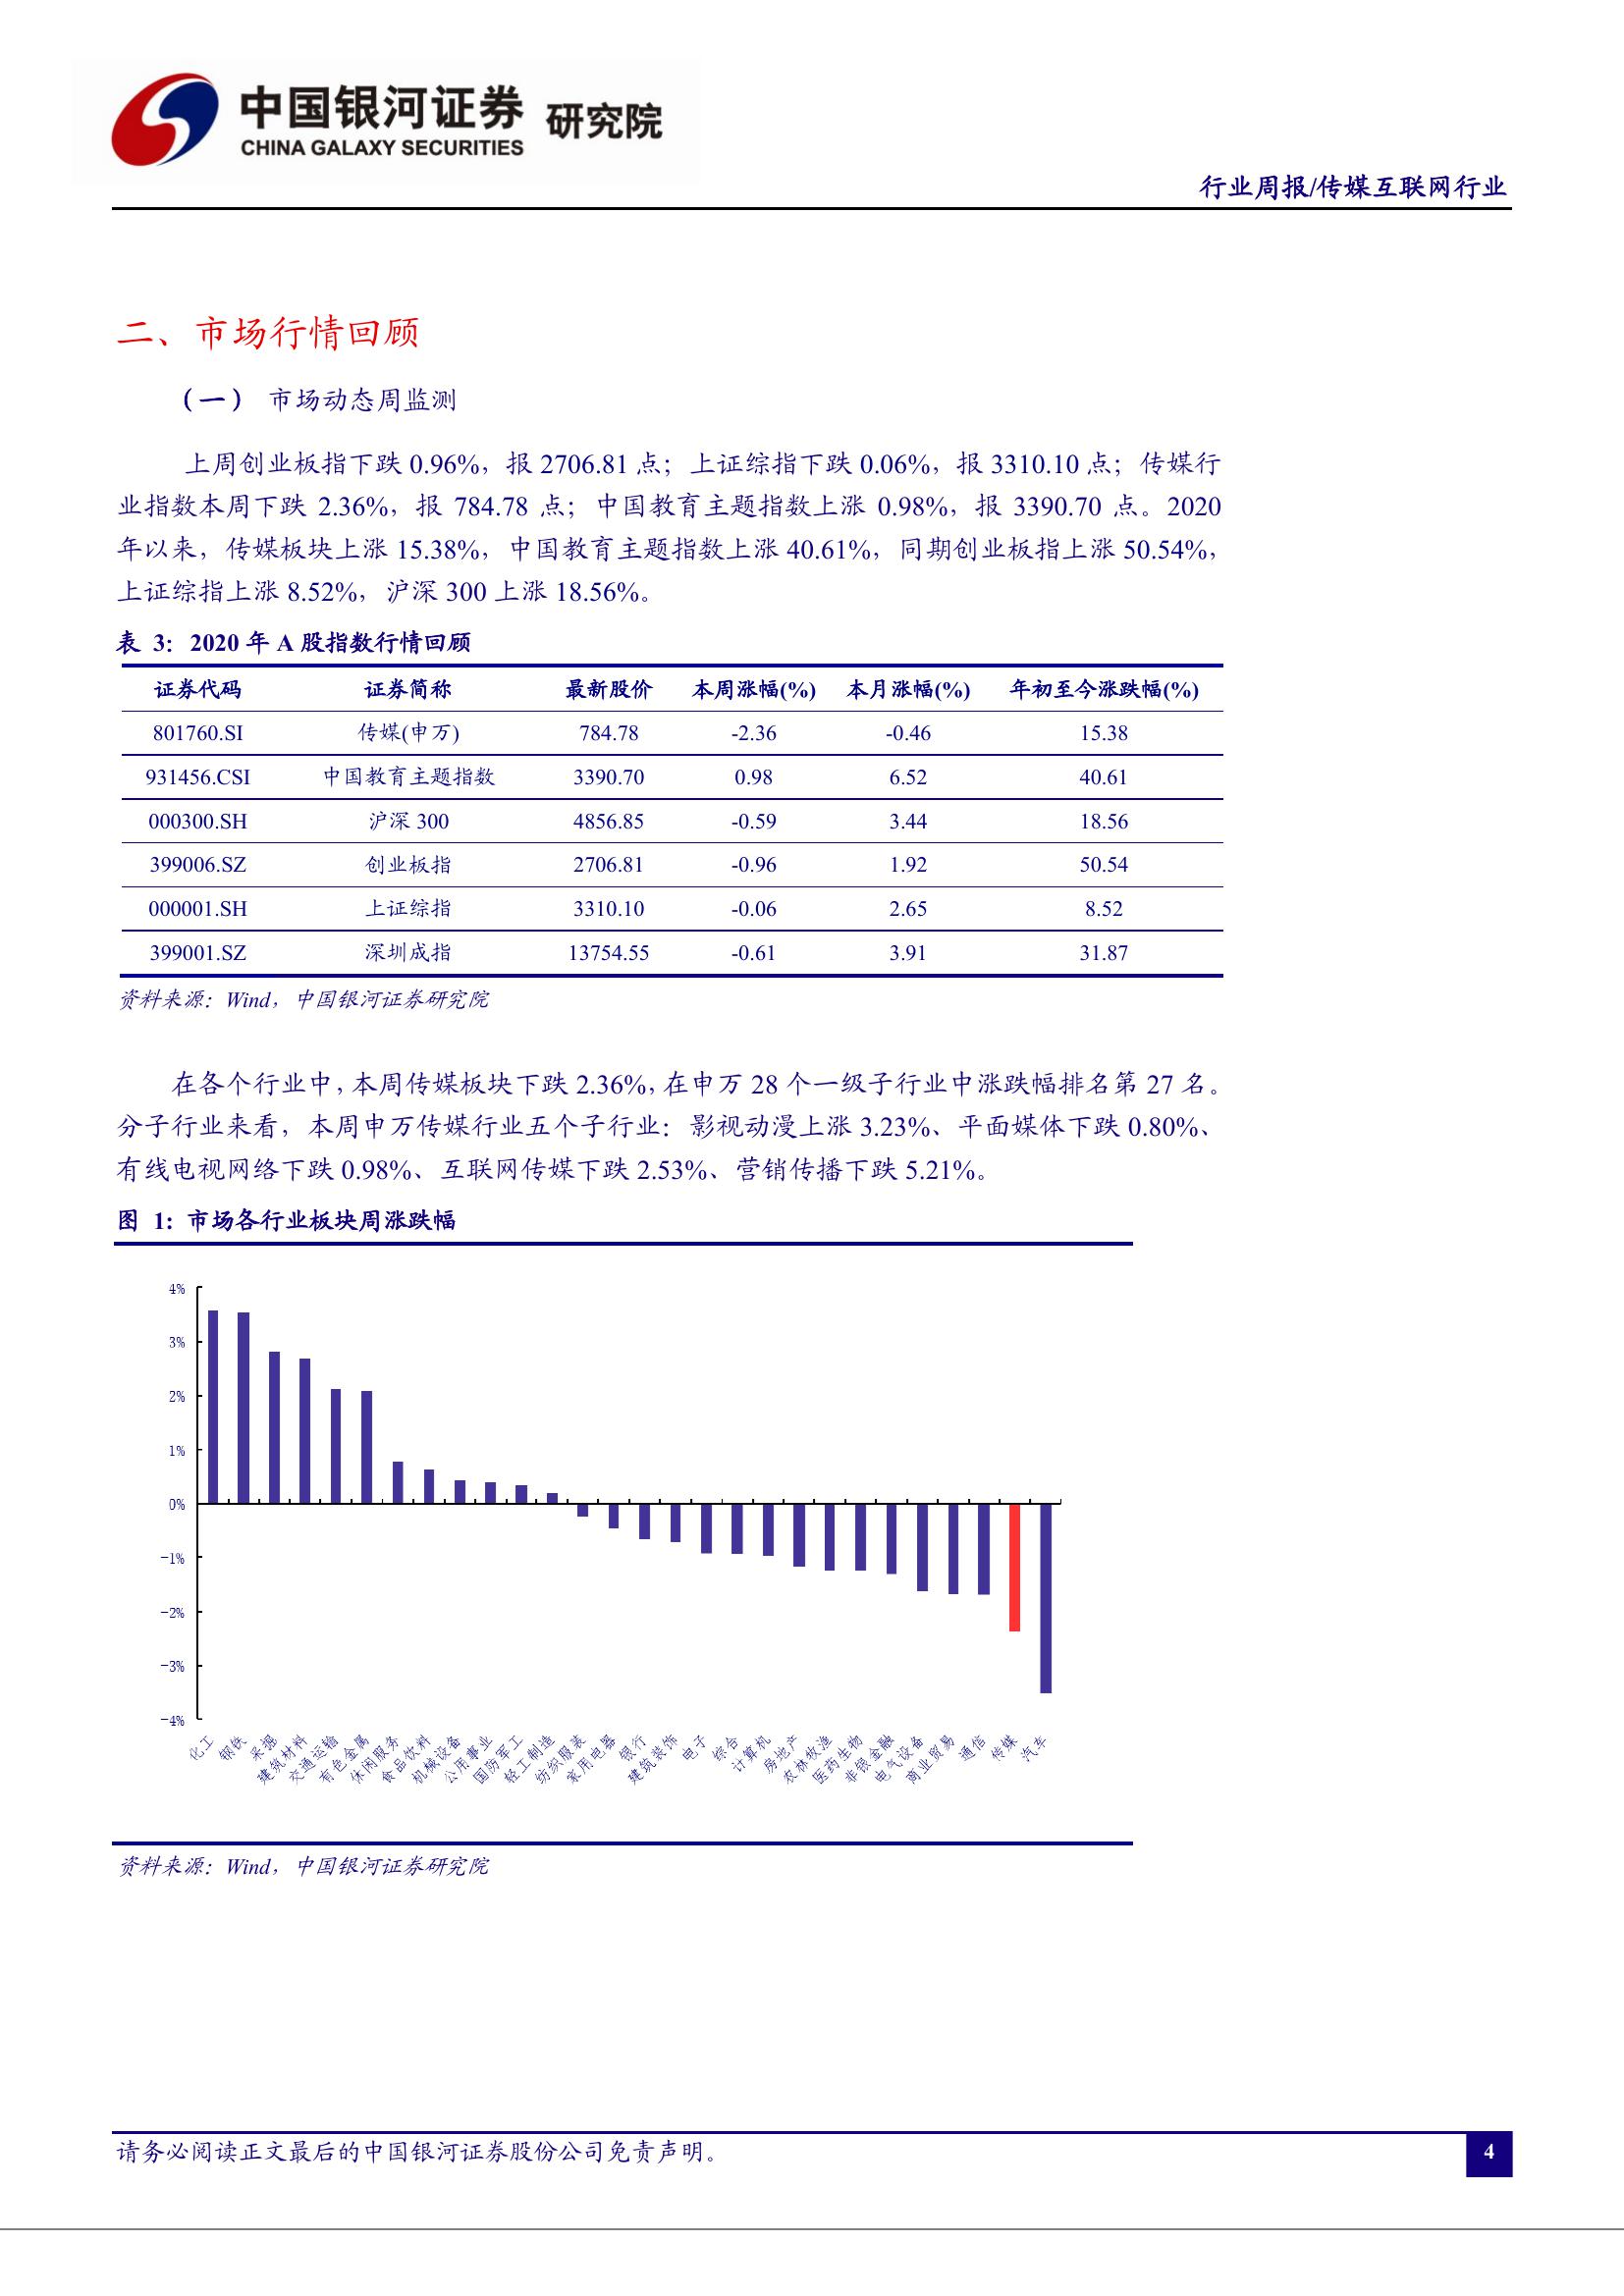 中国银河证券 研究院
CHINA GALAXY SECURITIES
行业周报/传媒互联网行业
二、市场行情回顾
（一） 市场动态周监测
上周创业板指下跌 0.96%，报 2706.81 点；上证综指下跌 0.06%，报 3310.10 点；传媒行
业指数本周下跌 2.36%，报 784.78 点；中国教育主题指数上涨 0.98%，报 3390.70 点。2020
年以来，传媒板块上涨 15.38%，中国教育主题指数上涨 40.61%，同期创业板指上涨 50.54%，
上证综指上涨 8.52%，沪深 300 上涨 18.56%。
表 3：2020 年 A 股指数行情回顾
证券代码 证券简称 最新股价 本周涨幅(%) 本月涨幅(%) 年初至今涨跌幅(%)
801760.SI 传媒(申万) 784.78 -2.36 -0.46 15.38
931456.CSI 中国教育主题指数 3390.70 0.98 6.52 40.61
000300.SH 沪深 300 4856.85 -0.59 3.44 18.56
399006.SZ 创业板指 2706.81 -0.96 1.92 50.54
000001.SH 上证综指 3310.10 -0.06 2.65 8.52
399001.SZ 深圳成指 13754.55 -0.61 3.91 31.87
资料来源：Wind，中国银河证券研究院
在各个行业中，本周传媒板块下跌 2.36%，在申万 28 个一级子行业中涨跌幅排名第 27 名。
分子行业来看，本周申万传媒行业五个子行业：影视动漫上涨 3.23%、平面媒体下跌 0.80%、
有线电视网络下跌 0.98%、互联网传媒下跌 2.53%、营销传播下跌 5.21%。
图 1：市场各行业板块周涨跌幅
4%
3%
2%
1%
0%
-1%
-2%
-3%
-4%
化工 钢铁 采掘 建筑材料 交通运输 有色金属 休闲服务 食品饮料 机械设备 公用事业 国防军工 轻工制造 纺织服装 家用电器 银行 建筑装饰 电子 综合 计算机 房地产 农林牧渔 医药生物 非银金融 电气设备 商业贸易 通信 传媒 汽车
资料来源：Wind，中国银河证券研究院
请务必阅读正文最后的中国银河证券股份公司免责声明。
4